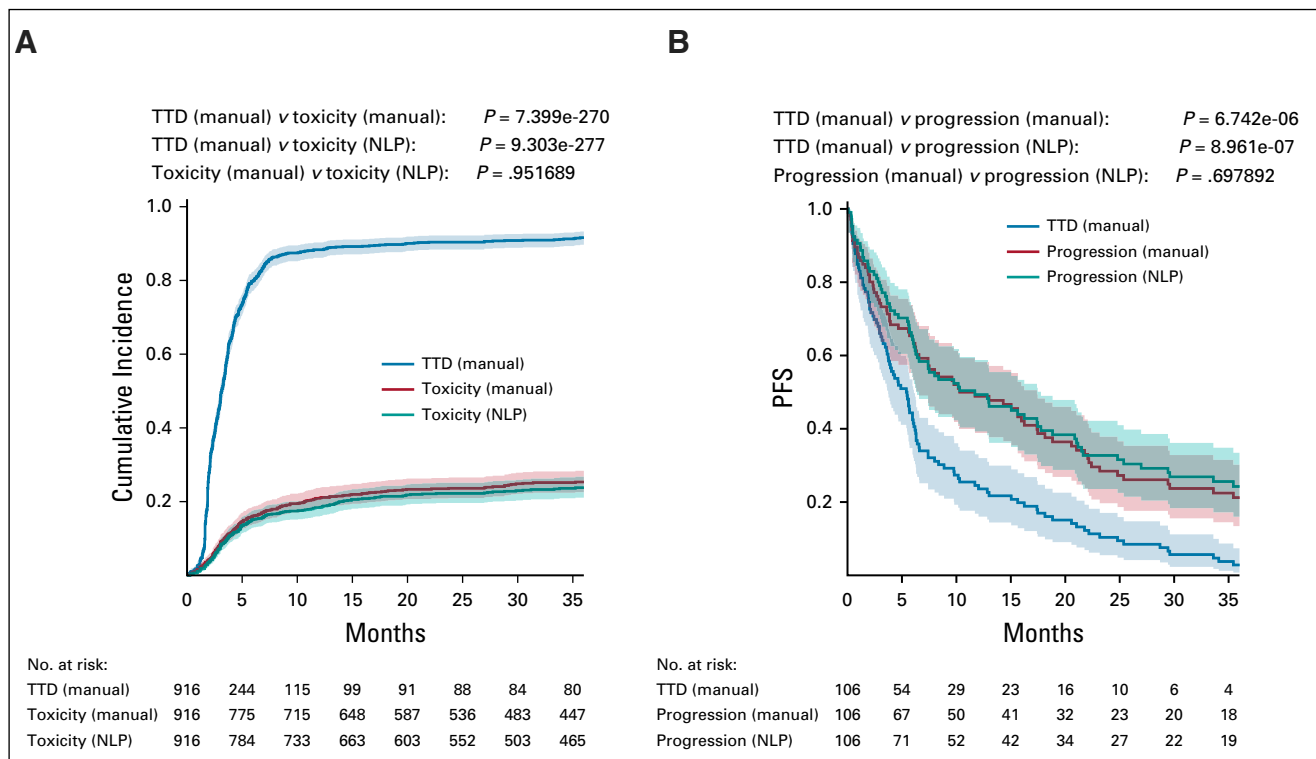 A
TTD (manual) v toxicity (manual): P = 7.399e-270
TTD (manual) v toxicity (NLP): P = 9.303e-277
Toxicity (manual) v toxicity (NLP): P = .951689
1.0
0.8
0.6
0.4
0.2
Cumulative Incidence
TTD (manual)
Toxicity (manual)
Toxicity (NLP)
0 5 10 15 20 25 30 35
Months
No. at risk:
TTD (manual) 916 244 115 99 91 88 84 80
Toxicity (manual) 916 775 715 648 587 536 483 447
Toxicity (NLP) 916 784 733 663 603 552 503 465
B
TTD (manual) v progression (manual): P = 6.742e-06
TTD (manual) v progression (NLP): P = 8.961e-07
Progression (manual) v progression (NLP): P = .697892
1.0
0.8
0.6
0.4
0.2
PFS
TTD (manual)
Progression (manual)
Progression (NLP)
0 5 10 15 20 25 30 35
Months
No. at risk:
TTD (manual) 106 54 29 23 16 10 6 4
Progression (manual) 106 67 50 41 32 23 20 18
Progression (NLP) 106 71 52 42 34 27 22 19